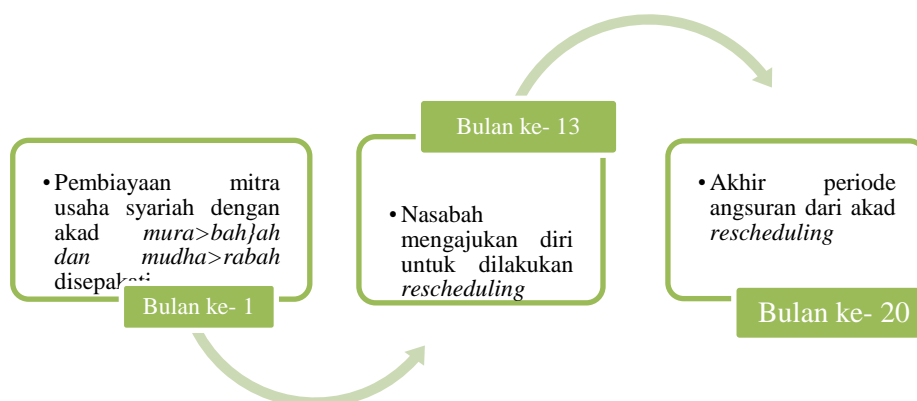 • Pembiayaan mitra
usaha syariah dengan
akad mura>bah}ah
dan mudha>rabah
disepakati
Bulan ke- 1
Bulan ke- 13
• Nasabah
mengajukan diri
untuk dilakukan
rescheduling
• Akhir periode
angsuran dari akad
rescheduling
Bulan ke- 20